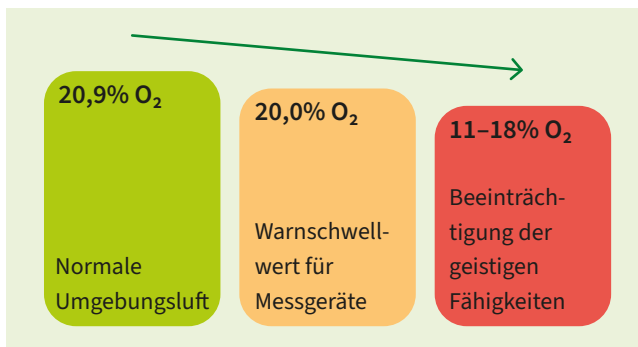 20,9% O₂
Normale
Umgebungsluft
20,0% O₂
Warnschwell-
wert für
Messgeräte
11–18% O₂
Beeinträch-
tigung der
geistigen
Fähigkeiten